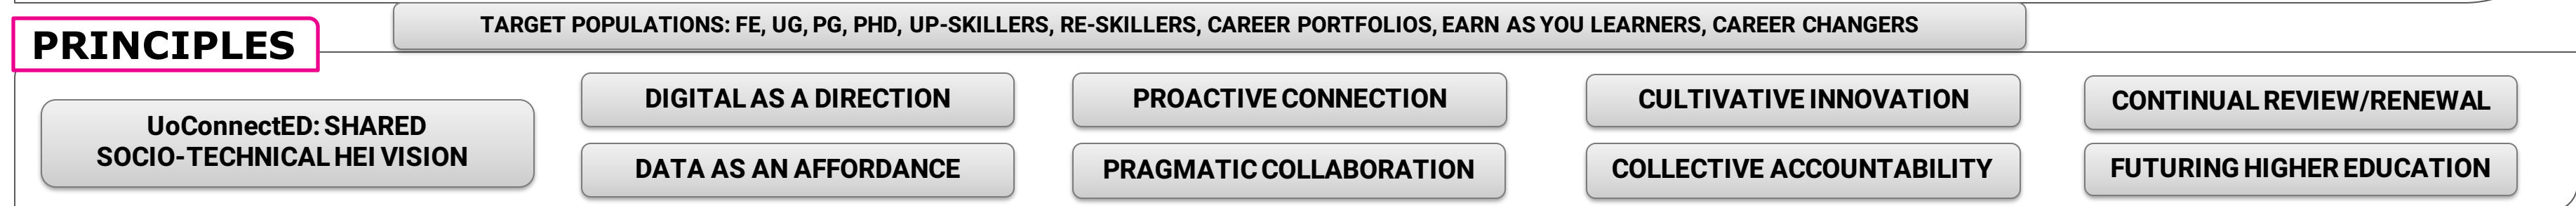 TARGET POPULATIONS: FE, UG, PG, PHD, UP-SKILLERS, RE-SKILLERS, CAREER PORTFOLIOS, EARN AS YOU LEARNERS, CAREER CHANGERS
PRINCIPLES
UoConnectED: SHARED
SOCIO-TECHNICAL HEI VISION
DIGITAL AS A DIRECTION
DATA AS AN AFFORDANCE
PROACTIVE CONNECTION
PRAGMATIC COLLABORATION
CULTIVATIVE INNOVATION
COLLECTIVE ACCOUNTABILITY
CONTINUAL REVIEW/RENEWAL
FUTURING HIGHER EDUCATION